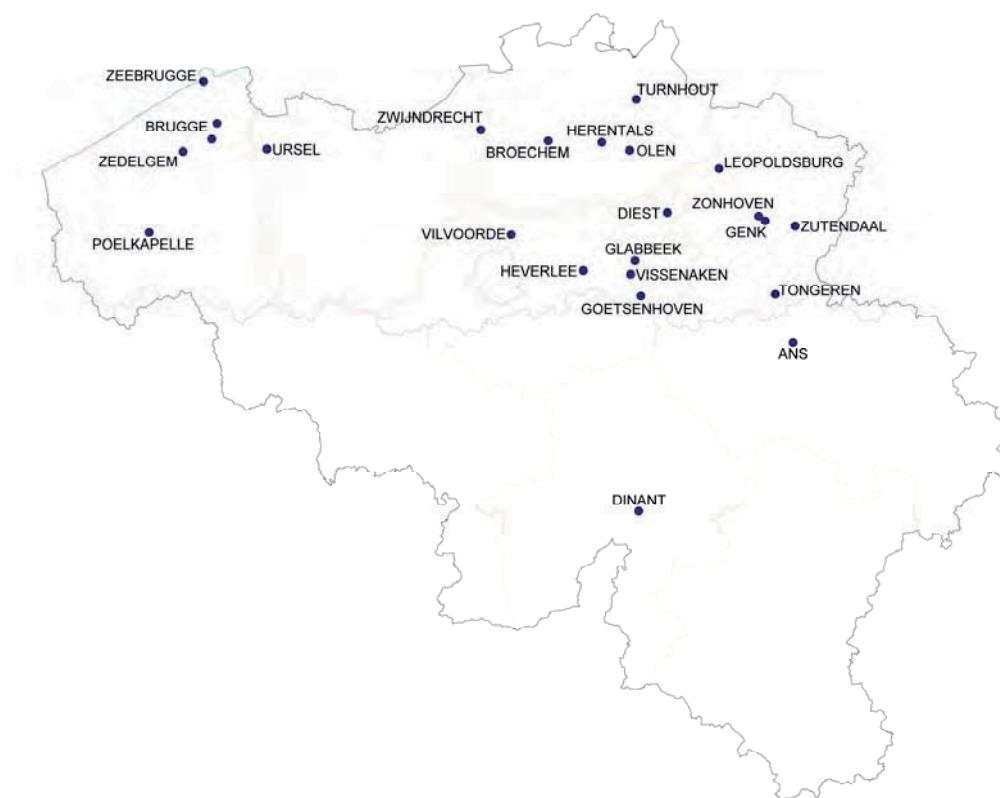 ZEEBRUGGE
TURNHOUT
ZWIJNDRECHT
BRUGGE
HERENTALS
URSEL
BROECHEM
OLEN
ZEDELGEM
LEOPOLDSBURG
ZONHOVEN
DIEST
ZUTENDAAL
GENK
VILVOORDE
POELKAPELLE
GLABBEEK
HEVERLEE
VISSENAKEN
TONGEREN
GOETSENHOVEN
ANS
DINANT